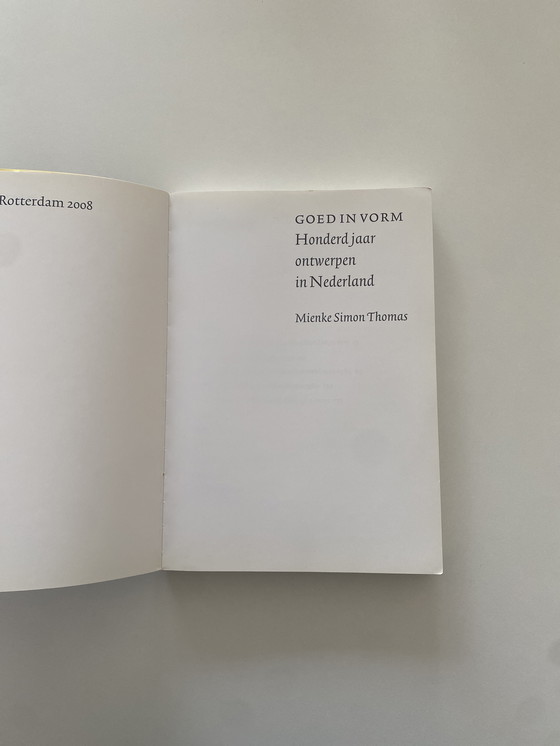 Rotterdam 2008
GOED IN VORM
Honderd jaar
ontwerpen
in Nederland
Mienke Simon Thomas